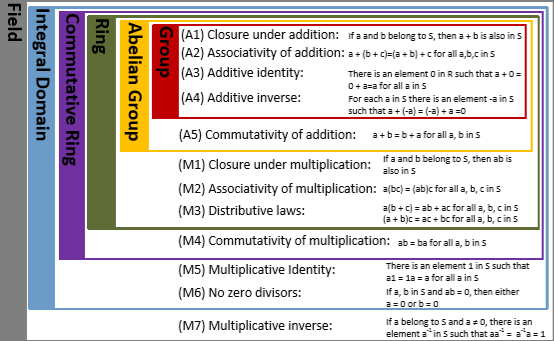 Field
Integral Domain
Commutative Ring
Ring
Abelian Group
Group
(A1) Closure under addition: If a and b belong to S, then a + b is also in S
(A2) Associativity of addition: a + (b + c)=(a + b) + c for all a,b,c in S
(A3) Additive identity: There is an element 0 in R such that a + 0 =
0 + a=a for all a in S
(A4) Additive inverse: For each a in S there is an element -a in S
such that a + (-a) = (-a) + a =0
(A5) Commutativity of addition: a + b = b + a for all a, b in S
(M1) Closure under multiplication: If a and b belong to S, then ab is
also in S
(M2) Associativity of multiplication: a(bc) = (ab)c for all a, b, c in S
(M3) Distributive laws: a(b + c) = ab + ac for all a, b, c in S
(a + b)c = ac + bc for all a, b, c in S
(M4) Commutativity of multiplication: ab = ba for all a, b in S
(M5) Multiplicative Identity: There is an element 1 in S such that
a1 = 1a = a for all a in S
(M6) No zero divisors: If a, b in S and ab = 0, then either
a = 0 or b = 0
(M7) Multiplicative inverse: If a belong to S and a ≠ 0, there is an
element a⁻¹ in S such that aa⁻¹ = a⁻¹a = 1